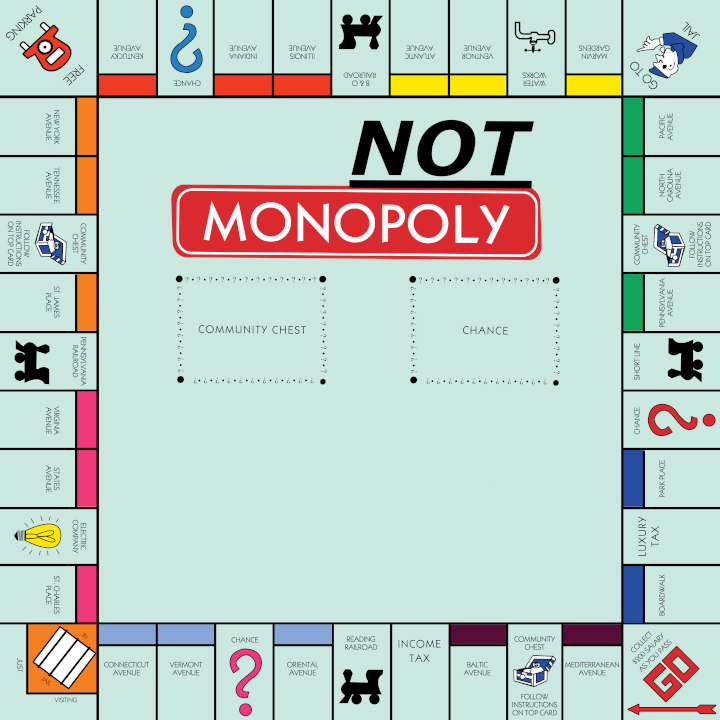 PARKING
FREE
KENTUCKY
AVENUE
CHANCE
INDIANA
AVENUE
ILLINOIS
AVENUE
B & O
RAILROAD
ATLANTIC
AVENUE
VENTNOR
AVENUE
WATER
WORKS
MARVIN
GARDENS
GO TO
JAIL
NEW YORK
AVENUE
TENNESSEE
AVENUE
COMMUNITY
CHEST
FOLLOW
INSTRUCTIONS
ON TOP CARD
ST. JAMES
PLACE
PENNSYLVANIA
RAILROAD
VIRGINIA
AVENUE
STATES
AVENUE
ELECTRIC
COMPANY
ST. CHARLES
PLACE
NOT
MONOPOLY
COMMUNITY CHEST
CHANCE
PACIFIC
AVENUE
NORTH
CAROLINA
AVENUE
COMMUNITY
CHEST
FOLLOW
INSTRUCTIONS
ON TOP CARD
PENNSYLVANIA
AVENUE
SHORT LINE
CHANCE
PARK PLACE
LUXURY
TAX
BOARDWALK
JUST
VISITING
IN
JAIL
CONNECTICUT
AVENUE
VERMONT
AVENUE
CHANCE
ORIENTAL
AVENUE
READING
RAILROAD
INCOME
TAX
BALTIC
AVENUE
COMMUNITY
CHEST
FOLLOW
INSTRUCTIONS
ON TOP CARD
MEDITERRANEAN
AVENUE
COLLECT
$200 SALARY
AS YOU PASS
GO